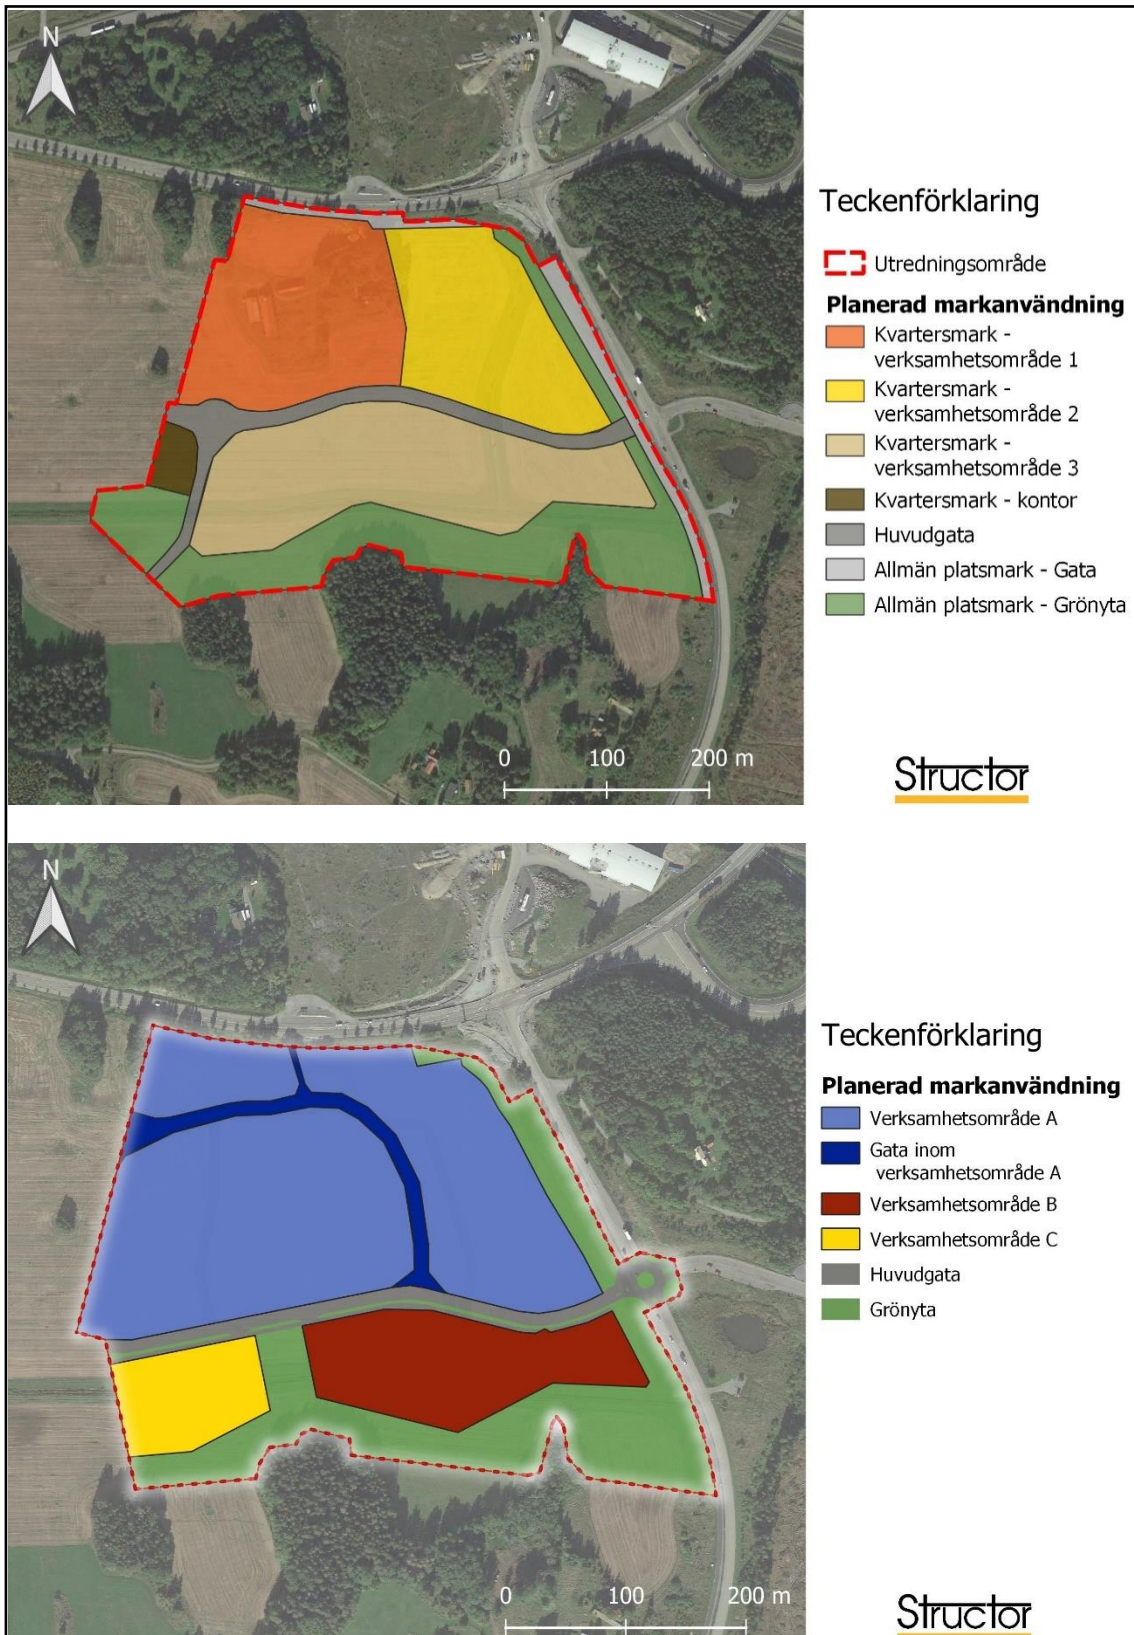 N
Teckenförklaring
Utredningsområde
Planerad markanvändning
Kvartersmark -
verksamhetsområde 1
Kvartersmark -
verksamhetsområde 2
Kvartersmark -
verksamhetsområde 3
Kvartersmark - kontor
Huvudgata
Allmän platsmark - Gata
Allmän platsmark - Grönyta
0 100 200 m
Structor
N
Teckenförklaring
Planerad markanvändning
Verksamhetsområde A
Gata inom
verksamhetsområde A
Verksamhetsområde B
Verksamhetsområde C
Huvudgata
Grönyta
0 100 200 m
Structor